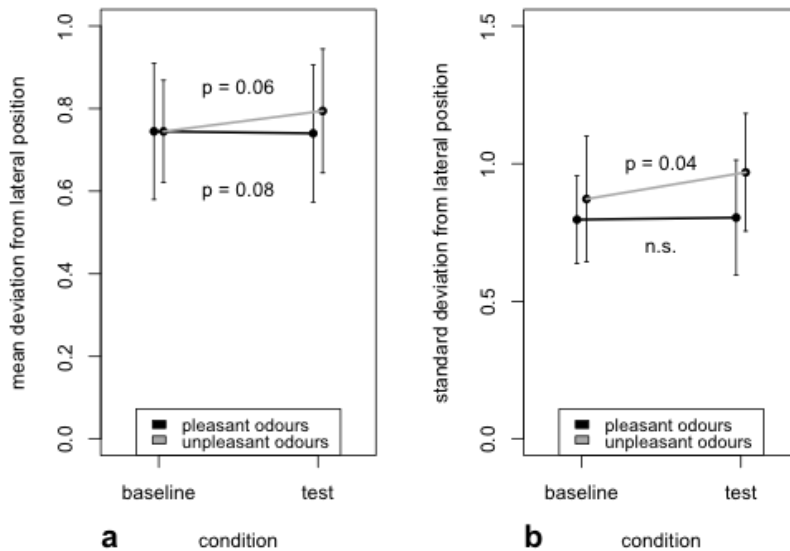 mean deviation from lateral position
1.0
0.8
0.6
0.4
0.2
0.0
p = 0.06
p = 0.08
pleasant odours
unpleasant odours
baseline test
a condition
standard deviation from lateral position
1.5
1.0
0.5
0.0
p = 0.04
n.s.
pleasant odours
unpleasant odours
baseline test
b condition